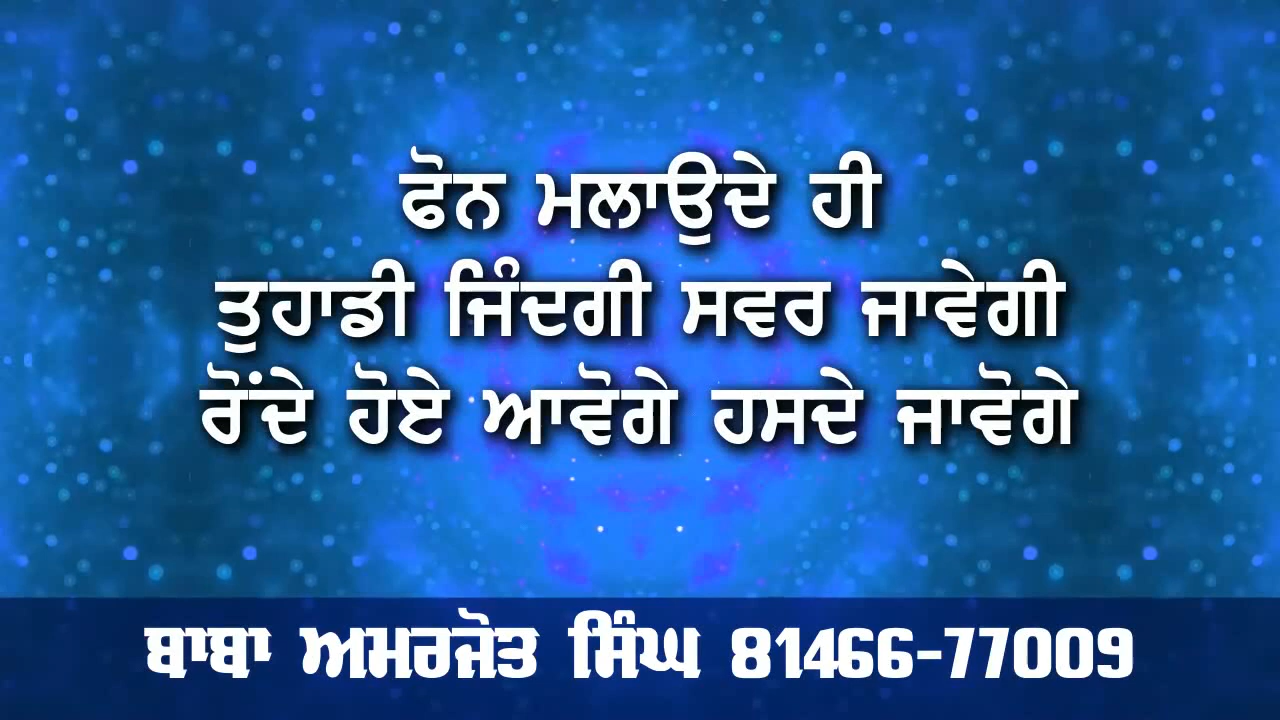 ਫੋਨ ਮਲਾਉਦੇ ਹੀ
ਤੁਹਾਡੀ ਜਿੰਦਗੀ ਸਵਰ ਜਾਵੇਗੀ
ਰੋਂਦੇ ਹੋਏ ਆਵੋਗੇ ਹਸਦੇ ਜਾਵੋਗੇ
ਬਾਬਾ ਅਮਰਜੋਤ ਸਿੰਘ 81466-77009